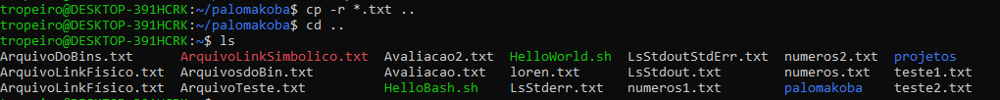 tropeiro@DESKTOP-391HCRK:~/palomakoba$ cp -r *.txt ..
tropeiro@DESKTOP-391HCRK:~/palomakoba$ cd ..
tropeiro@DESKTOP-391HCRK:~$ ls
ArquivoDoBins.txt ArquivoLinkSimbolico.txt Avaliacao2.txt HelloWorld.sh LsStdoutStdErr.txt numeros2.txt projetos
ArquivoLinkFisico.txt ArquivosdoBin.txt Avaliacao.txt loren.txt LsStdout.txt numeros.txt teste1.txt
ArquivoLinkFísico.txt ArquivoTeste.txt HelloBash.sh LsStderr.txt numeros1.txt palomakoba teste2.txt